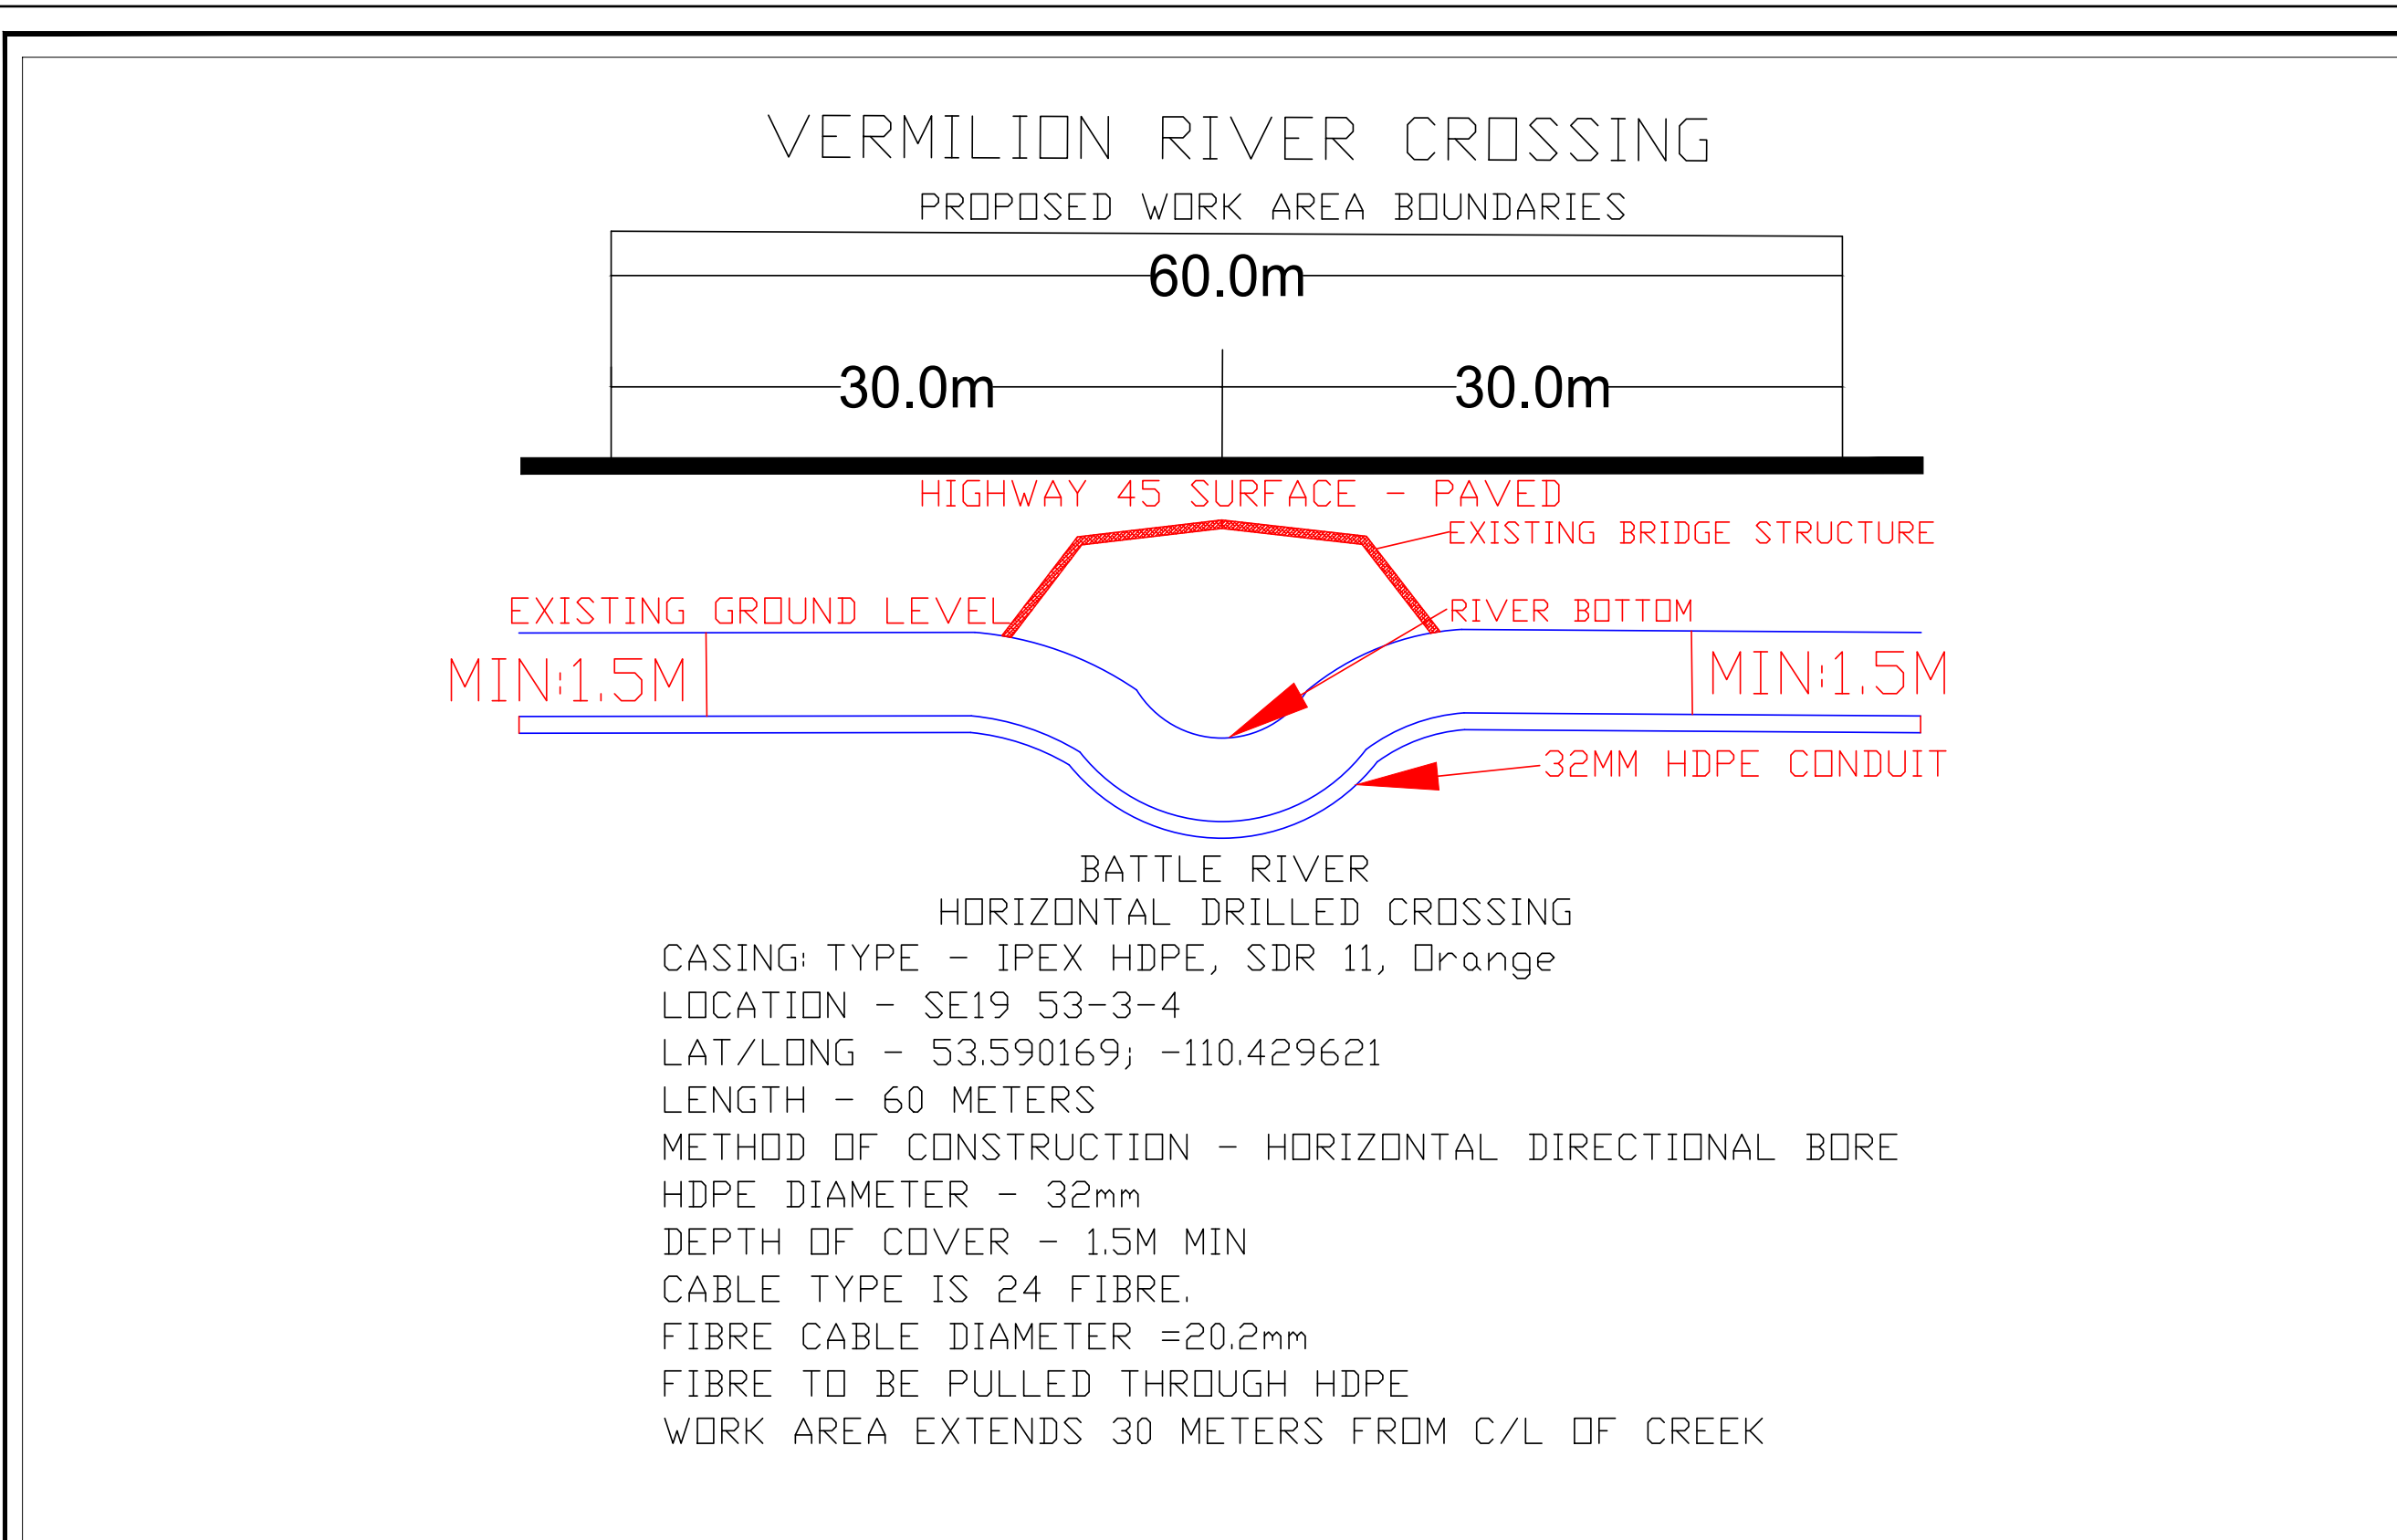 VERMILION RIVER CROSSING
PROPOSED WORK AREA BOUNDARIES
60.0m
30.0m 30.0m
HIGHWAY 45 SURFACE - PAVED
EXISTING BRIDGE STRUCTURE
EXISTING GROUND LEVEL
RIVER BOTTOM
MIN:1.5M MIN:1.5M
32MM HDPE CONDUIT
BATTLE RIVER
HORIZONTAL DRILLED CROSSING
CASING: TYPE - IPEX HDPE, SDR 11, Orange
LOCATION - SE19 53-3-4
LAT/LONG - 53.590169; -110.429621
LENGTH - 60 METERS
METHOD OF CONSTRUCTION - HORIZONTAL DIRECTIONAL BORE
HDPE DIAMETER - 32mm
DEPTH OF COVER - 1.5M MIN
CABLE TYPE IS 24 FIBRE.
FIBRE CABLE DIAMETER =20.2mm
FIBRE TO BE PULLED THROUGH HDPE
WORK AREA EXTENDS 30 METERS FROM C/L OF CREEK